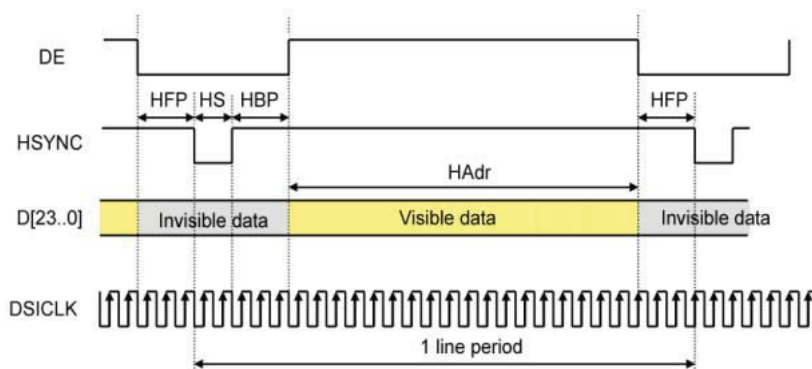 DE
HFP HS HBP HFP
HSYNC
HAdr
D[23..0] Invisible data Visible data Invisible data
DSICLK
1 line period